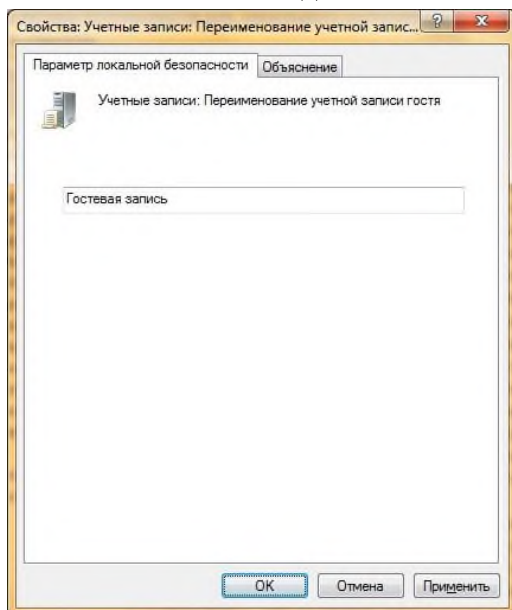 Свойства: Учетные записи: Переименование учетной запис...
Параметр локальной безопасности Объяснение
Учетные записи: Переименование учетной записи гостя
Гостевая запись
ОК Отмена Применить